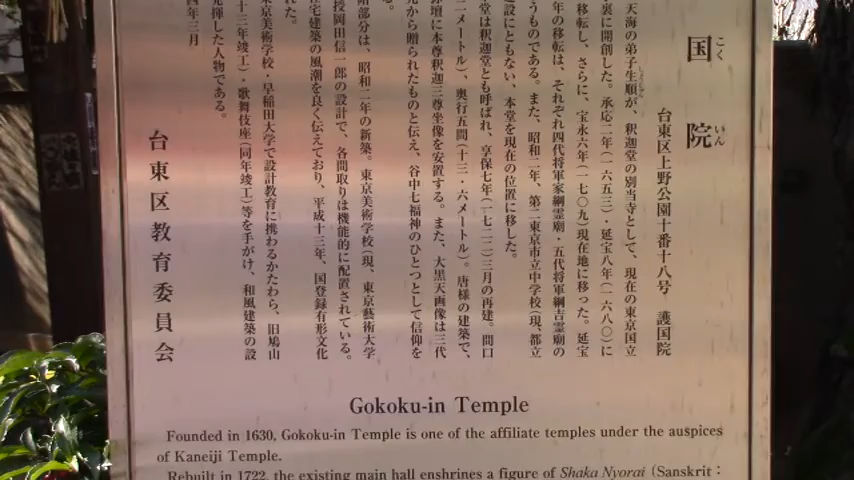 国院
こく
いん
台東区上野公園十番十八号 護国院
天海の弟子生順が、釈迦堂の別当寺として、現在の東京国立
裏に開創した。承応二年(一六五三)・延宝八年(一六八〇)に
移転し、さらに、宝永六年(一七〇九)現在地に移った。延宝
年の移転は、それぞれ四代将軍家綱霊廟・五代将軍綱吉霊廟の
うものである。また、昭和二年、第二東京市立中学校(現、都立
設にともない、本堂を現在の位置に移した。
堂は釈迦堂とも呼ばれ、享保七年(一七二二)三月の再建。間口
二メートル)、奥行五間(十三・六メートル)。唐様の建築で、
弥壇に本尊釈迦三尊坐像を安置する。また、大黒天画像は三代
光から贈られたものと伝え、谷中七福神のひとつとして信仰を
る。
階部分は、昭和二年の新築。東京美術学校(現、東京藝術大学
授岡田信一郎の設計で、各間取りは機能的に配置されている。
住宅建築の風潮を良く伝えており、平成十三年、国登録有形文化
れた。
東京美術学校・早稲田大学で設計教育に携わるかたわら、旧鳩山
十三年竣工)・歌舞伎座(同年竣工)等を手がけ、和風建築の設
発揮した人物である。
四年三月
台東区教育委員会
Gokoku-in Temple
Founded in 1630, Gokoku-in Temple is one of the affiliate temples under the auspices
of Kaneiji Temple.
Rebuilt in 1722, the existing main hall enshrines a figure of Shaka Nyorai (Sanskrit :